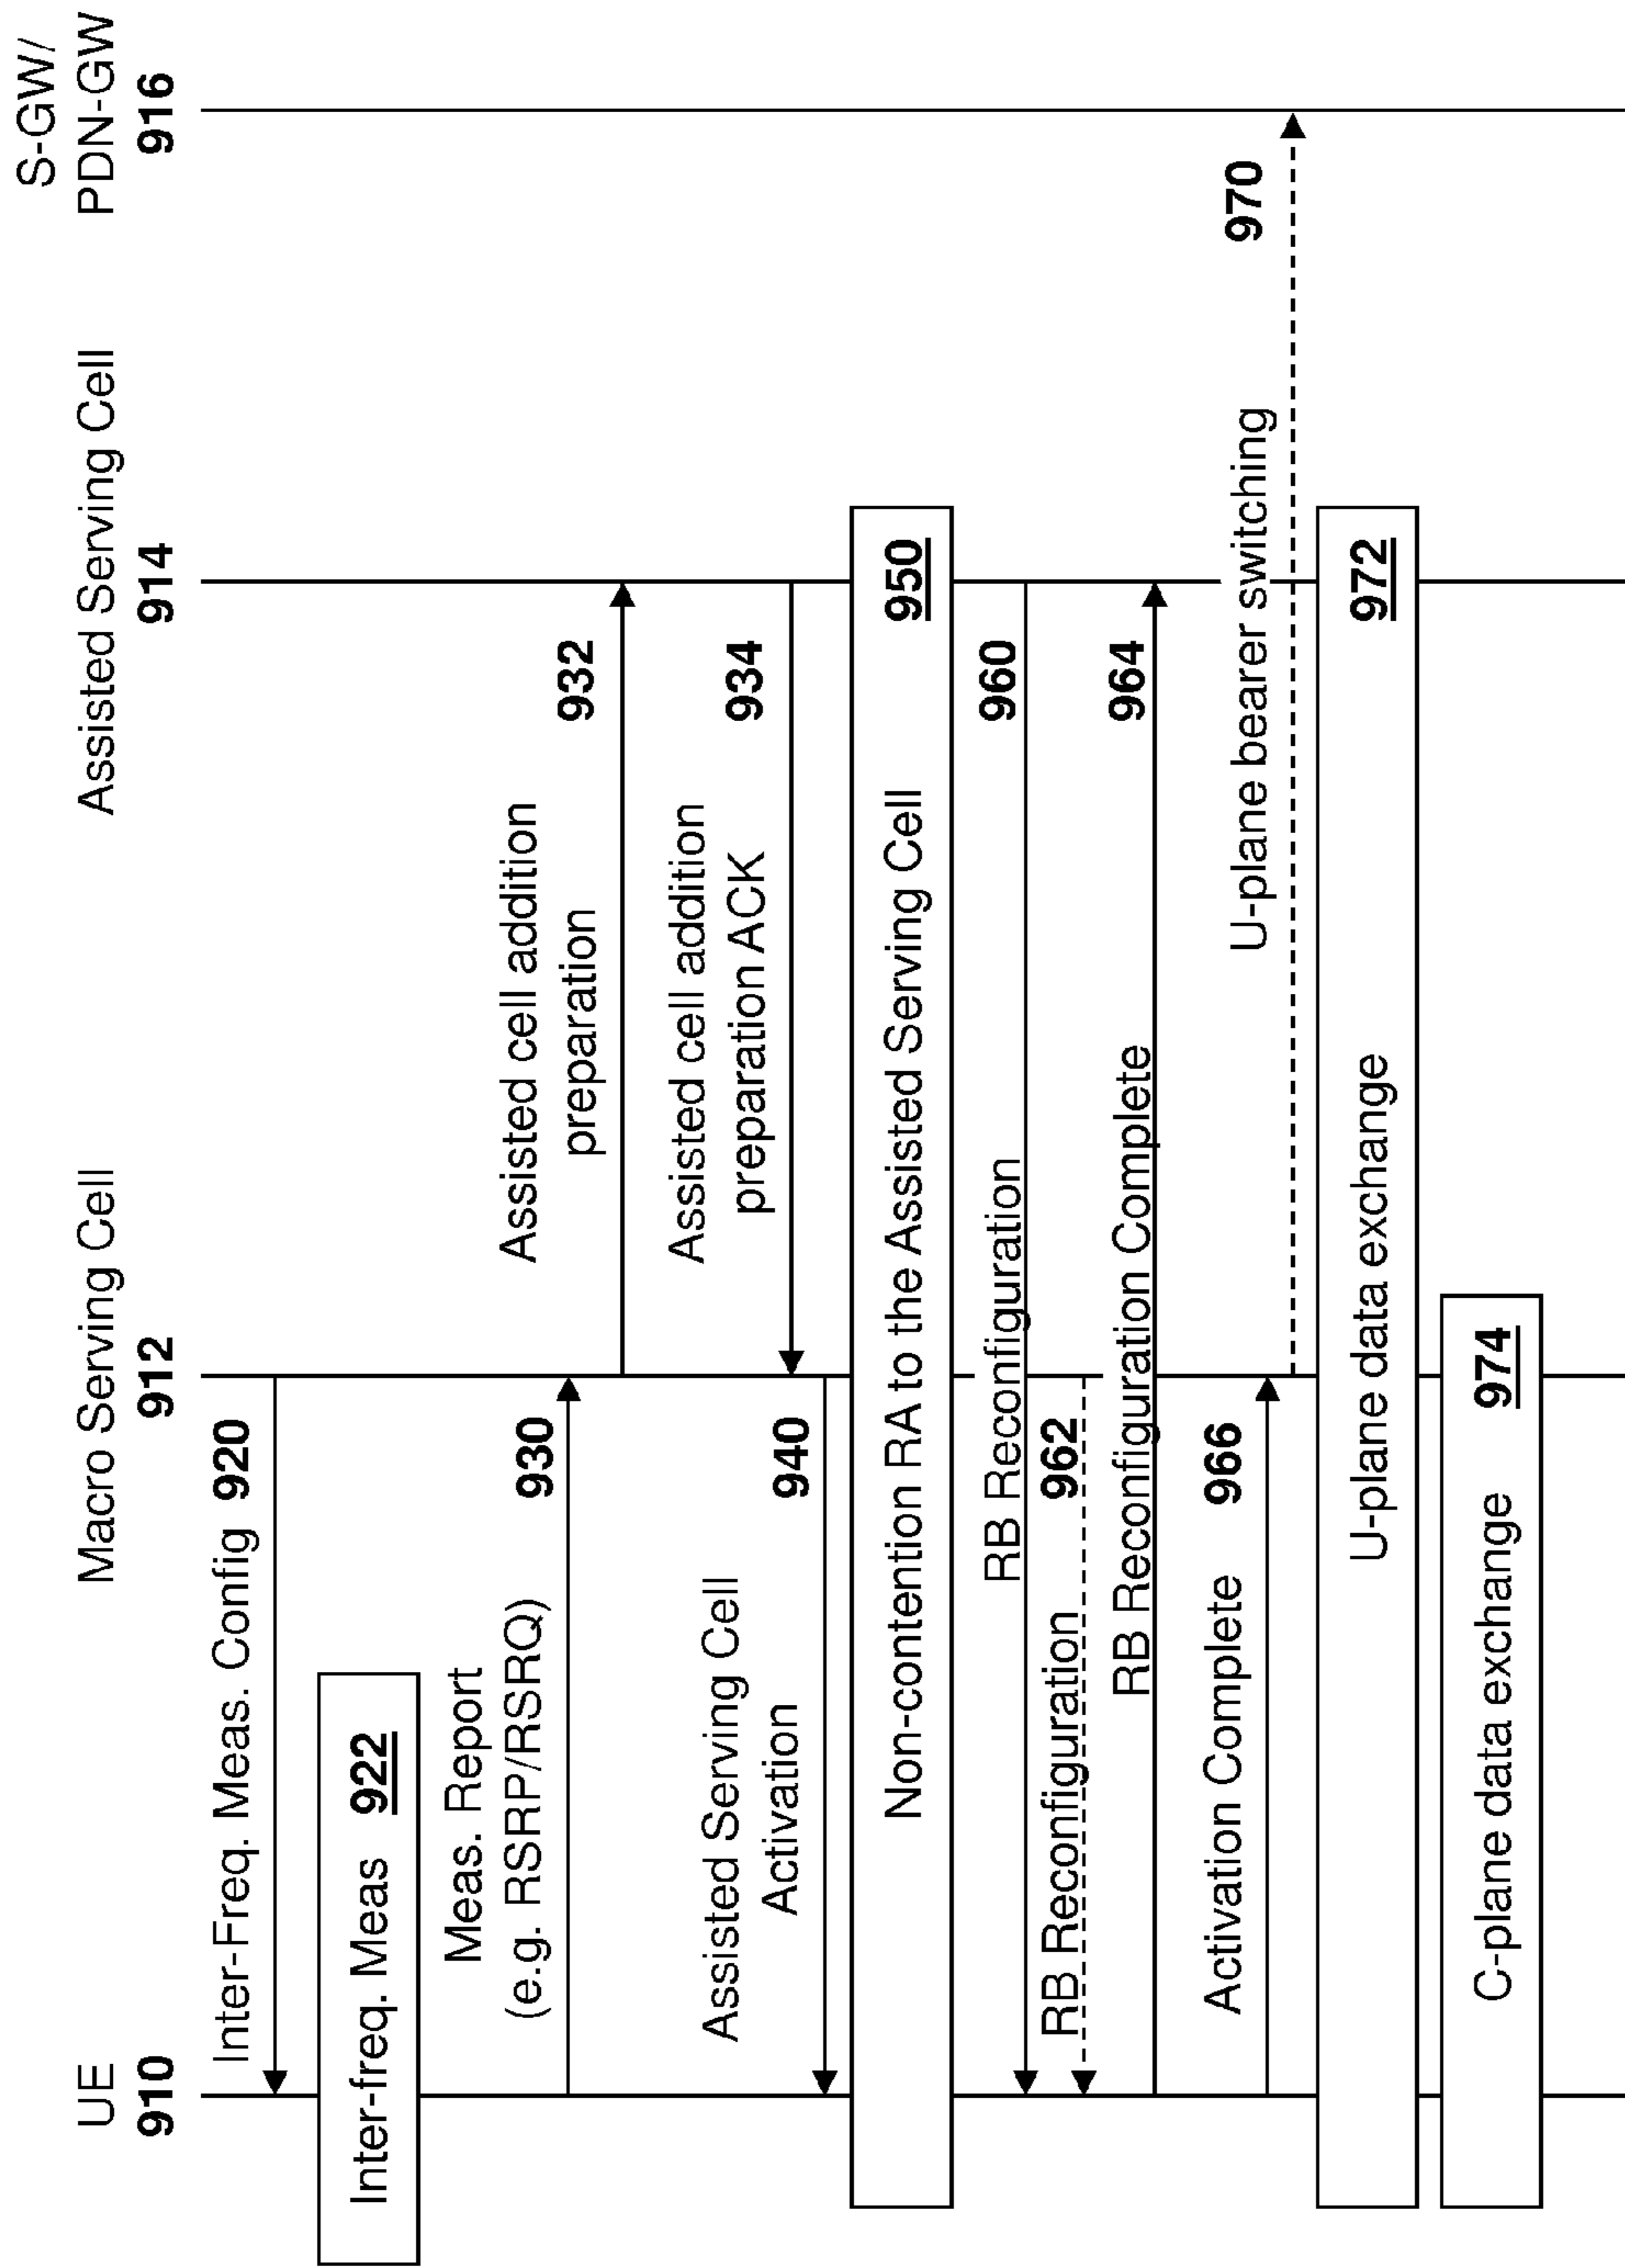 UE
910
Macro Serving Cell
912
Assisted Serving Cell
914
S-GW/
PDN-GW
916
Inter-Freq. Meas. Config 920
Inter-freq. Meas 922
Meas. Report
(e.g. RSRP/RSRQ)
930
Assisted cell addition
preparation
932
Assisted cell addition
preparation ACK
934
Assisted Serving Cell
Activation
940
Non-contention RA to the Assisted Serving Cell 950
RB Reconfiguration 960
RB Reconfiguration 962
RB Reconfiguration Complete 964
Activation Complete 966
U-plane bearer switching 970
U-plane data exchange 972
C-plane data exchange 974